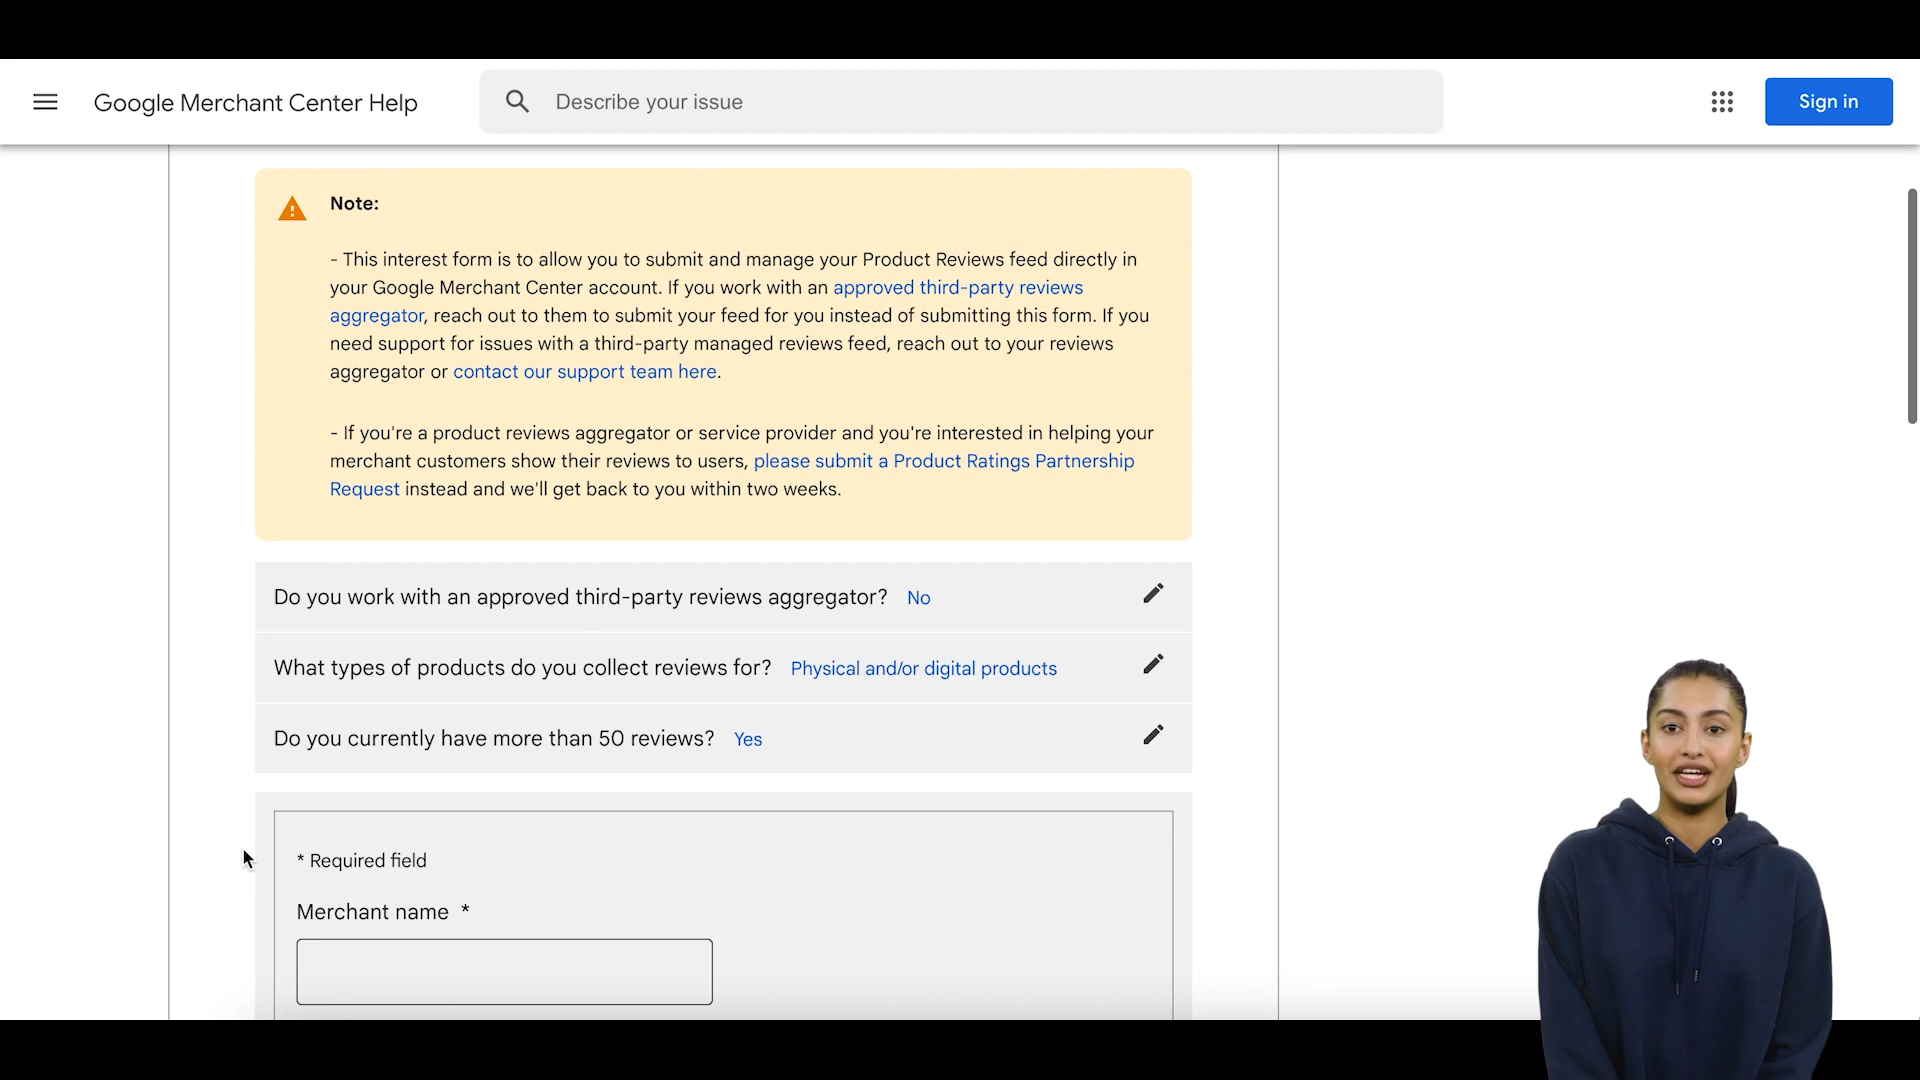 Google Merchant Center Help
Describe your issue
Sign in
Note:
- This interest form is to allow you to submit and manage your Product Reviews feed directly in
your Google Merchant Center account. If you work with an approved third-party reviews
aggregator, reach out to them to submit your feed for you instead of submitting this form. If you
need support for issues with a third-party managed reviews feed, reach out to your reviews
aggregator or contact our support team here.
- If you're a product reviews aggregator or service provider and you're interested in helping your
merchant customers show their reviews to users, please submit a Product Ratings Partnership
Request instead and we'll get back to you within two weeks.
Do you work with an approved third-party reviews aggregator? No
What types of products do you collect reviews for? Physical and/or digital products
Do you currently have more than 50 reviews? Yes
* Required field
Merchant name *